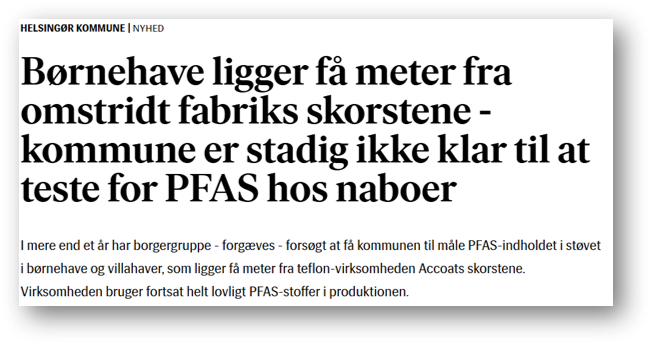 HELSINGØR KOMMUNE | NYHED
Børnehave ligger få meter fra
omstridt fabriks skorstene -
kommune er stadig ikke klar til at
teste for PFAS hos naboer
I mere end et år har borgergruppe - forgæves - forsøgt at få kommunen til måle PFAS-indholdet i støvet
i børnehave og villahaver, som ligger få meter fra teflon-virksomheden Accoats skorstene.
Virksomheden bruger fortsat helt lovligt PFAS-stoffer i produktionen.